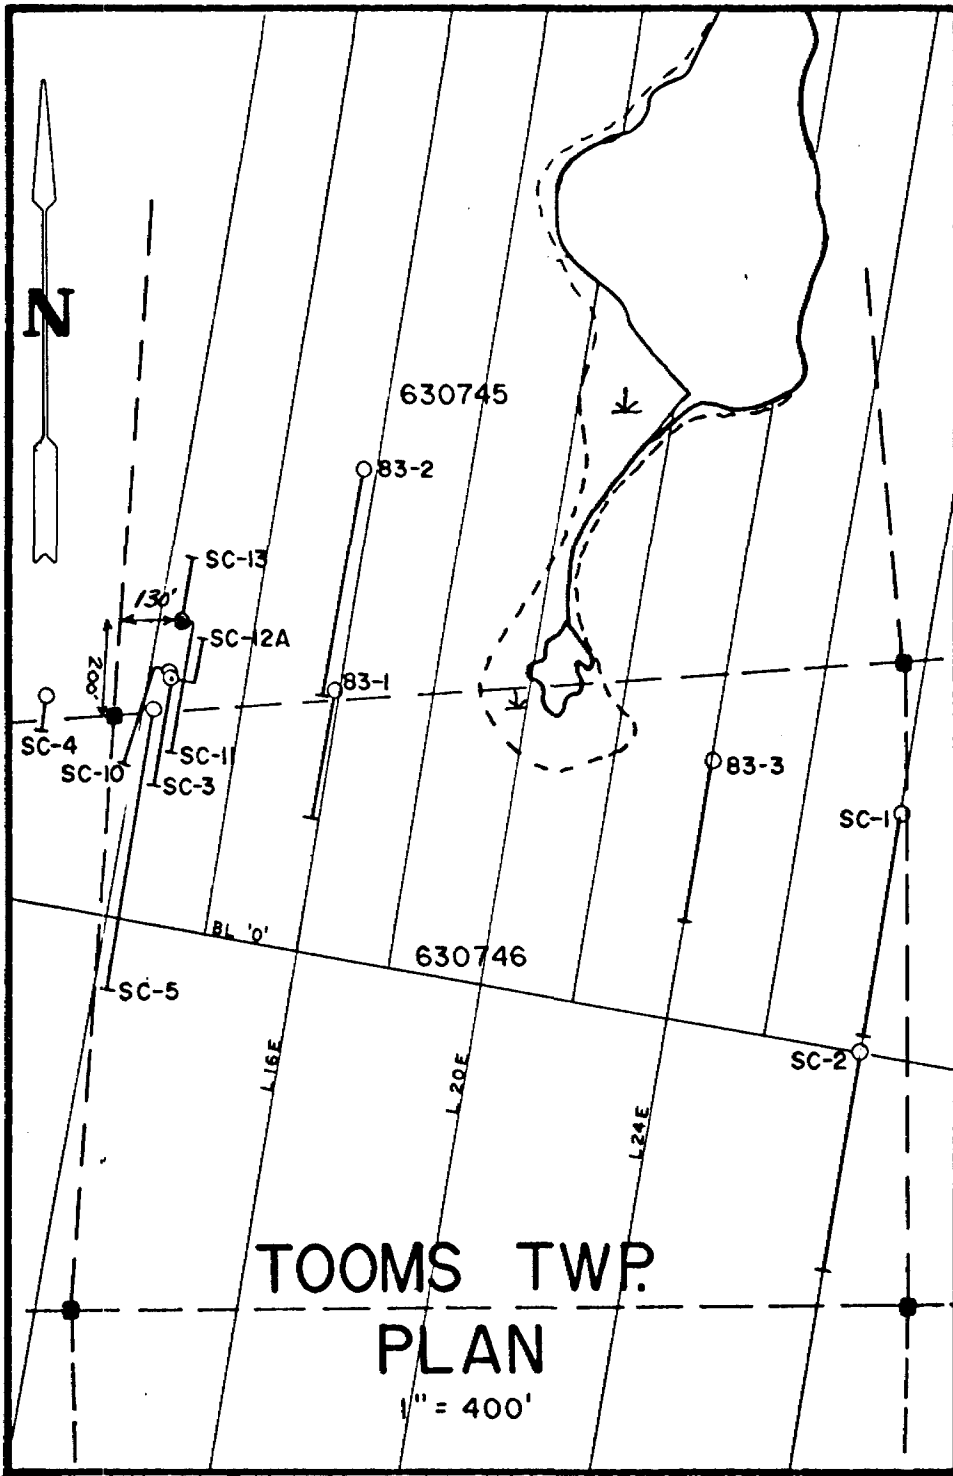 N
630745
83-2
SC-13
130'
SC-12A
200'
83-1
SC-4
SC-11
SC-10
SC-3
83-3
SC-1
BL '0'
630746
SC-5
L16E
L20E
SC-2
L24E
TOOMS TWP.
PLAN
1" = 400'